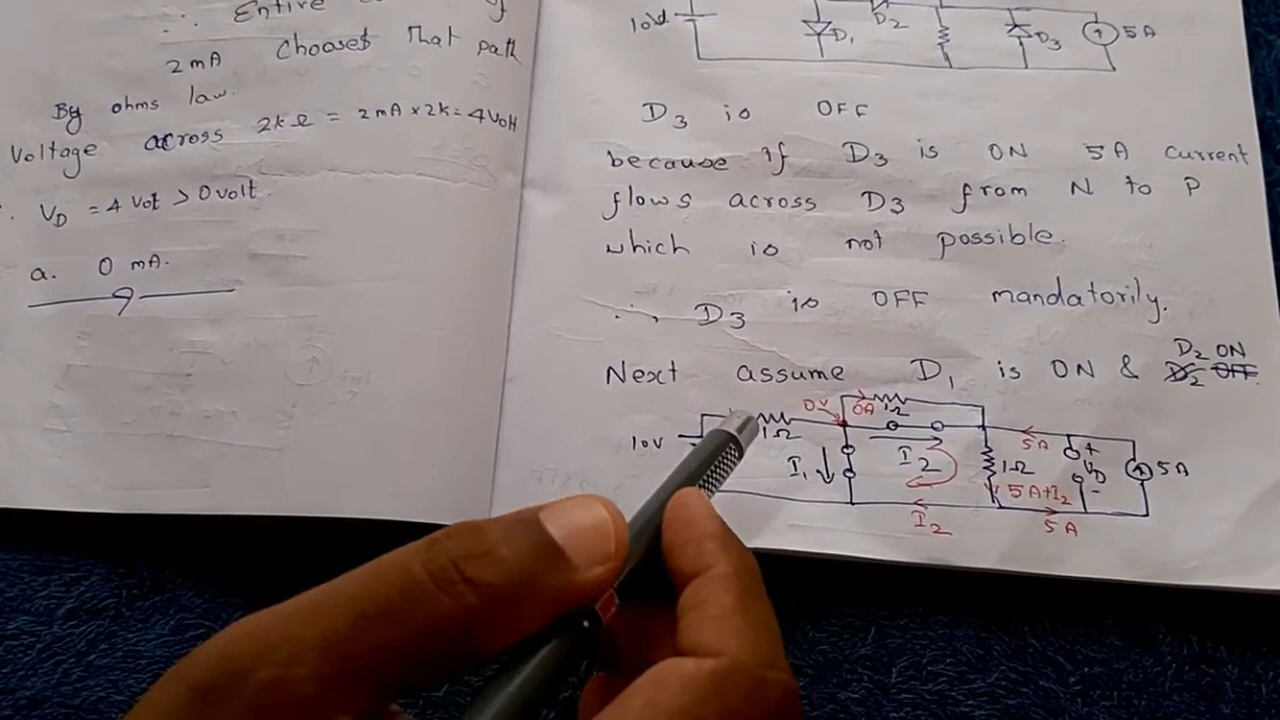 ∴ Entire
2mA Chooses That path
By ohms law.
Voltage across 2kΩ = 2mA × 2k = 4Volt
∴ VD = 4 Volt > 0 volt.
a. 0 mA.
10V
D1
D2
D3
5A
D3 is OFF
because if D3 is ON 5A current
flows across D3 from N to P
which is not possible.
∴ D3 is OFF mandatorily.
D2 ON
Next assume D1 is ON & D2 OFF
10V
1Ω
0V
0A
1Ω
I1
I2
1Ω
5A
+
VD
-
5A
5A+I2
I2
5A